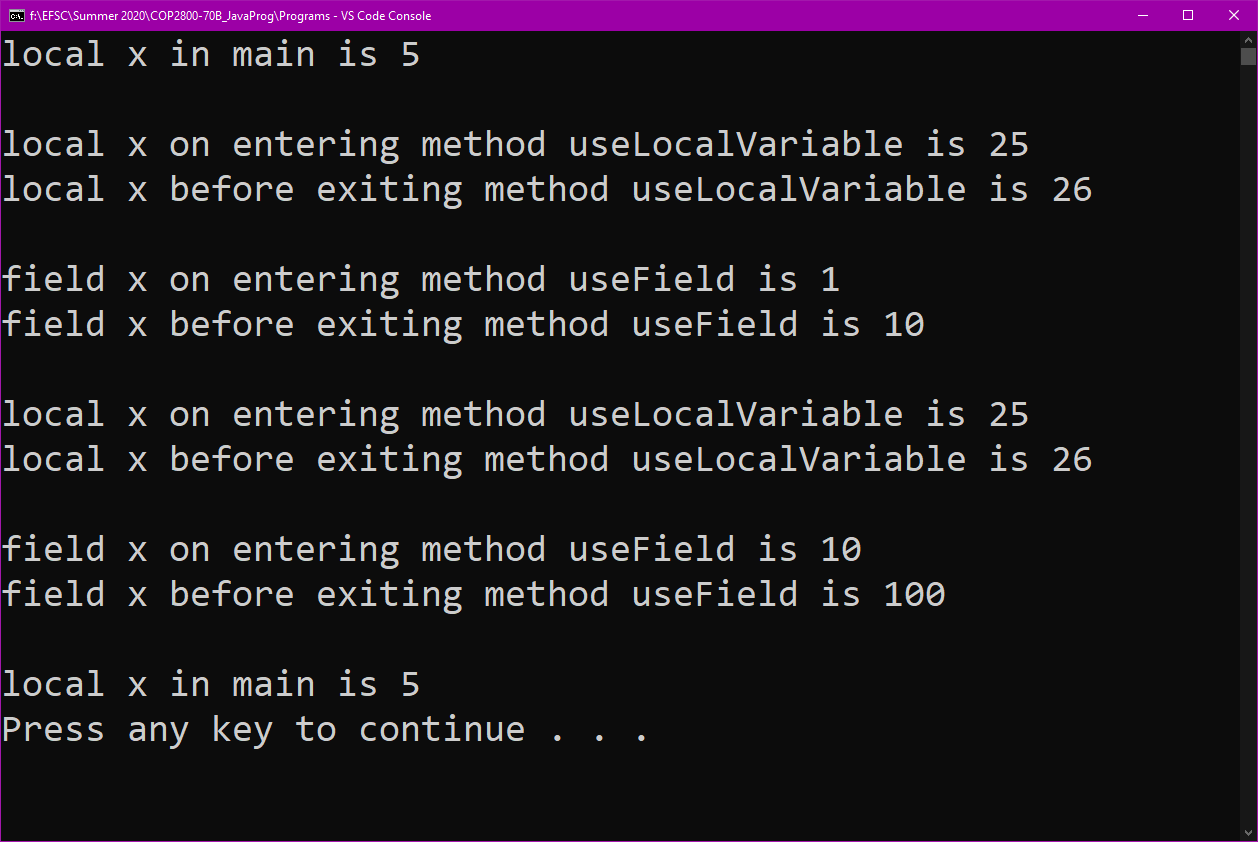 f:\EFSC\Summer 2020\COP2800-70B_JavaProg\Programs - VS Code Console
local x in main is 5
local x on entering method useLocalVariable is 25
local x before exiting method useLocalVariable is 26
field x on entering method useField is 1
field x before exiting method useField is 10
local x on entering method useLocalVariable is 25
local x before exiting method useLocalVariable is 26
field x on entering method useField is 10
field x before exiting method useField is 100
local x in main is 5
Press any key to continue . . .